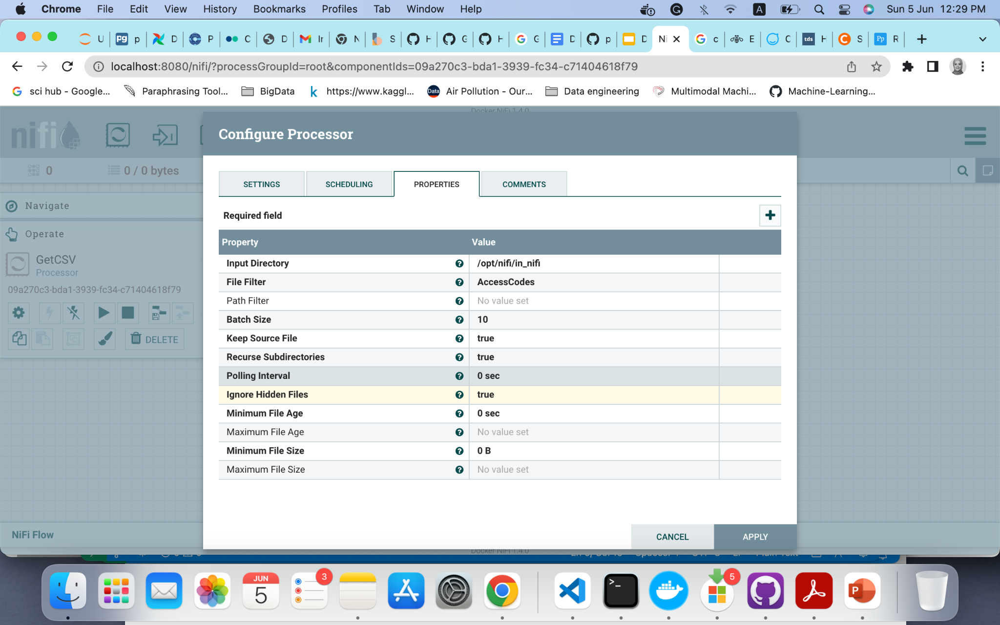 Chrome File Edit View History Bookmarks Profiles Tab Window Help A Sun 5 Jun 12:29 PM
U pg p D P C D Ir N S H G H G D p D Ni c E C tds H C S Pp R
localhost:8080/nifi/?processGroupId=root&componentIds=09a270c3-bda1-3939-fc34-c71404618f79
sci hub - Google... Paraphrasing Tool... BigData k https://www.kaggl... Data Air Pollution - Our... Data engineering Multimodal Machi... Machine-Learning...
Docker NiFi 1.4.0
nifi
Configure Processor
0 0 / 0 bytes
SETTINGS SCHEDULING PROPERTIES COMMENTS
Navigate
Required field
Operate
Property Value
GetCSV
Processor
09a270c3-bda1-3939-fc34-c71404618f79
DELETE
Input Directory /opt/nifi/in_nifi
File Filter AccessCodes
Path Filter No value set
Batch Size 10
Keep Source File true
Recurse Subdirectories true
Polling Interval 0 sec
Ignore Hidden Files true
Minimum File Age 0 sec
Maximum File Age No value set
Minimum File Size 0 B
Maximum File Size No value set
CANCEL APPLY
NiFi Flow
Docker NiFi 1.4.0
JUN
5
3
5
P